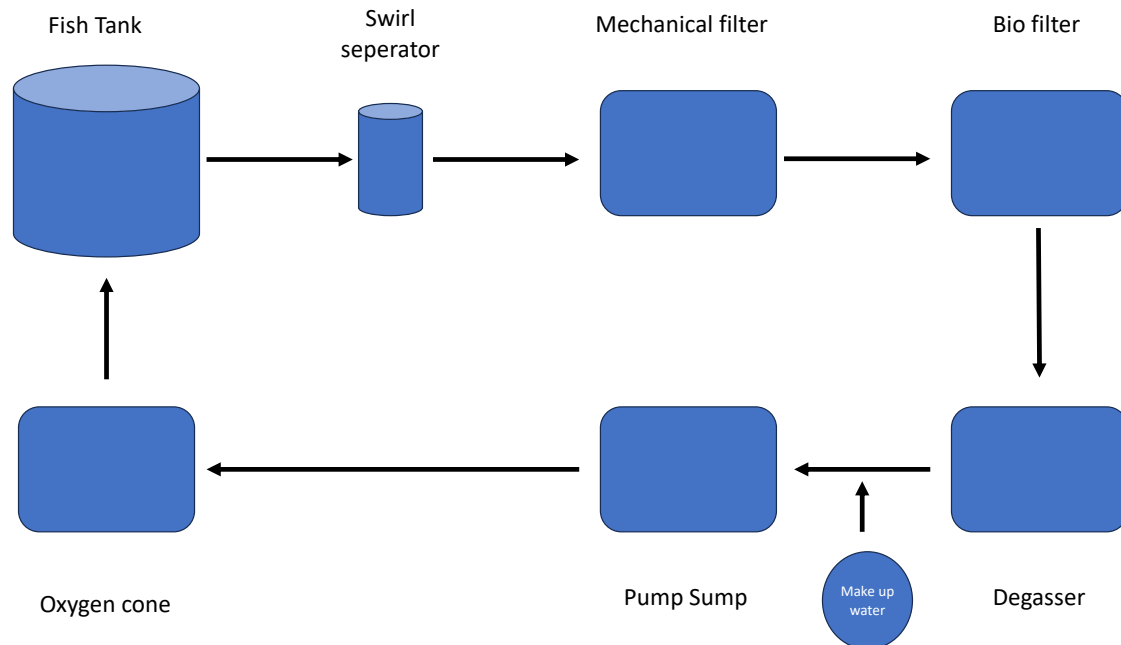 Fish Tank
Swirl
seperator
Mechanical filter
Bio filter
Oxygen cone
Pump Sump
Make up
water
Degasser